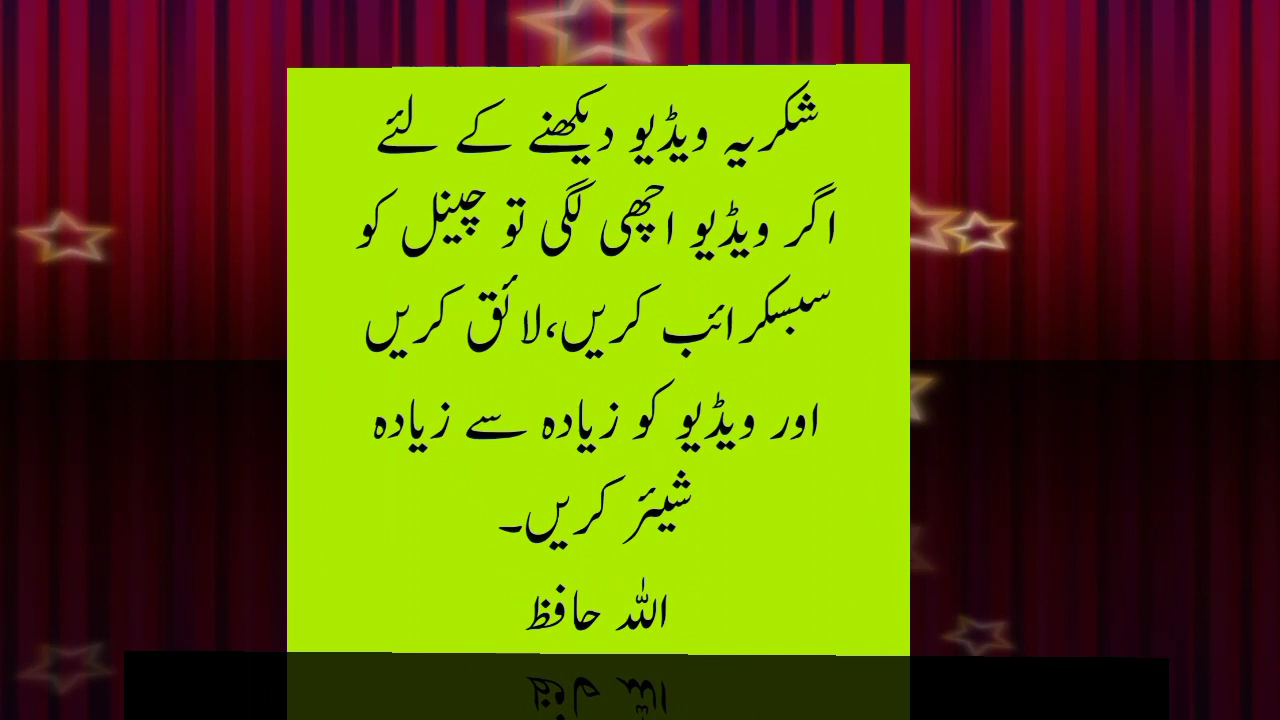 شکریہ ویڈیو دیکھنے کے لئے
اگر ویڈیو اچھی لگی تو چینل کو
سبسکرائب کریں،لائق کریں
اور ویڈیو کو زیادہ سے زیادہ
شیئر کریں۔
اللہ حافظ